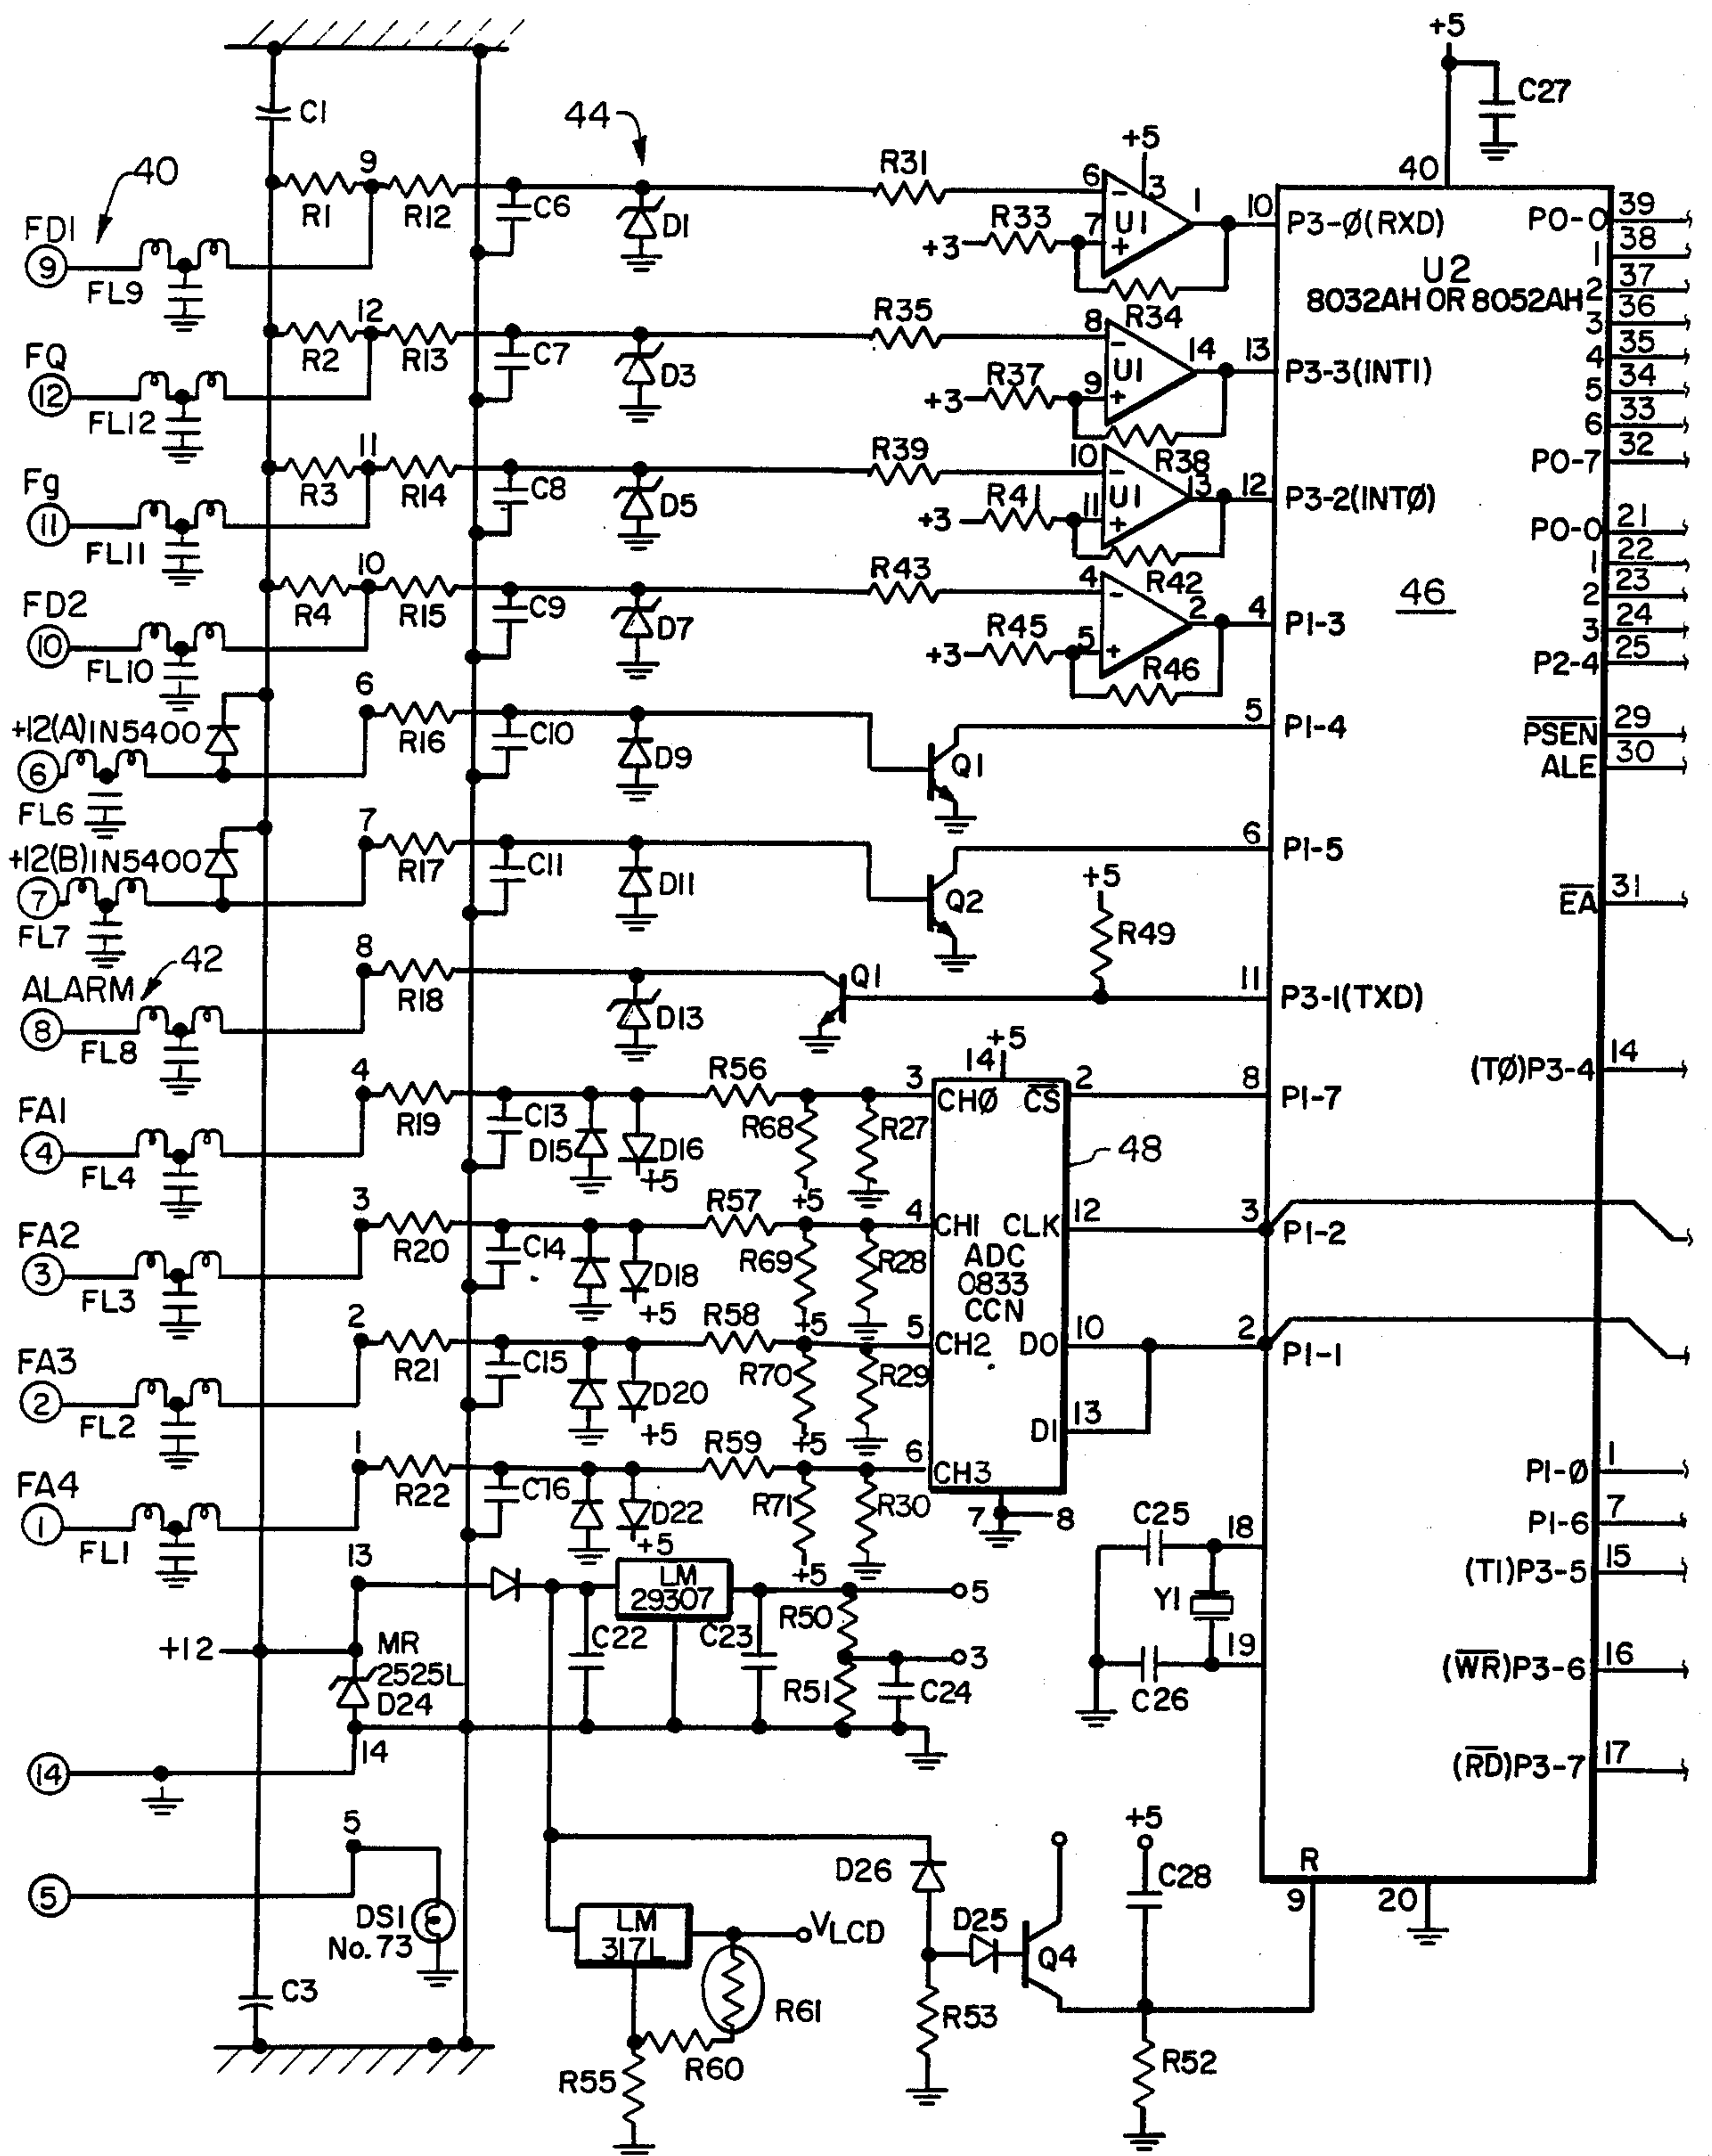 +5
C27
C1
44
+5
40
R31
9
6
3
1
10
P3-Ø(RXD)
PO-0
39
40
R1
R12
C6
D1
-
U1
38
FD1
R33
7
+
1
U2
37
9
+3
8032AH OR 8052AH
2
36
FL9
R34
3
35
12
R35
8
14
13
4
34
R2
R13
C7
D3
-
U1
P3-3(INT1)
5
33
FQ
R37
9
+
6
32
12
+3
PO-7
FL12
R38
11
R39
10
13
12
R3
R14
C8
D5
-
U1
P3-2(INTØ)
Fg
R41
11
+
PO-0
21
11
+3
1
22
FL11
R42
2
23
10
R43
4
2
4
46
3
24
R4
R15
C9
D7
-
P1-3
P2-4
25
FD2
R45
5
+
10
+3
R46
FL10
6
5
P1-4
PSEN
29
+12(A)IN5400
R16
C10
D9
Q1
ALE
30
6
FL6
7
6
P1-5
+12(B)IN5400
R17
C11
D11
Q2
+5
7
EA
31
FL7
R49
8
Q1
11
P3-1(TXD)
ALARM
42
R18
D13
8
FL8
+5
(TØ)P3-4
14
4
R56
3
14
2
8
FA1
R19
C13
CHØ
CS
P1-7
4
D15
D16
R68
R27
48
FL4
+5
+5
3
R57
4
CH1
CLK
12
3
P1-2
FA2
R20
C14
R69
R28
ADC
3
D18
0833
FL3
+5
+5
CCN
2
R58
5
CH2
DO
10
2
P1-1
FA3
R21
C15
R70
R29
2
D20
DI
13
FL2
+5
+5
1
R59
6
CH3
P1-Ø
1
FA4
R22
C16
R71
R30
1
D22
7
8
C25
18
P1-6
7
FL1
+5
+5
13
LM
29307
5
Y1
(T1)P3-5
15
R50
+12
MR
2525L
D24
C22
C23
3
19
R51
C24
C26
(WR)P3-6
16
14
14
(RD)P3-7
17
5
+5
D26
C28
R
5
9
20
DS1
No. 73
LM
317L
VLCD
D25
Q4
C3
R61
R53
R60
R52
R55